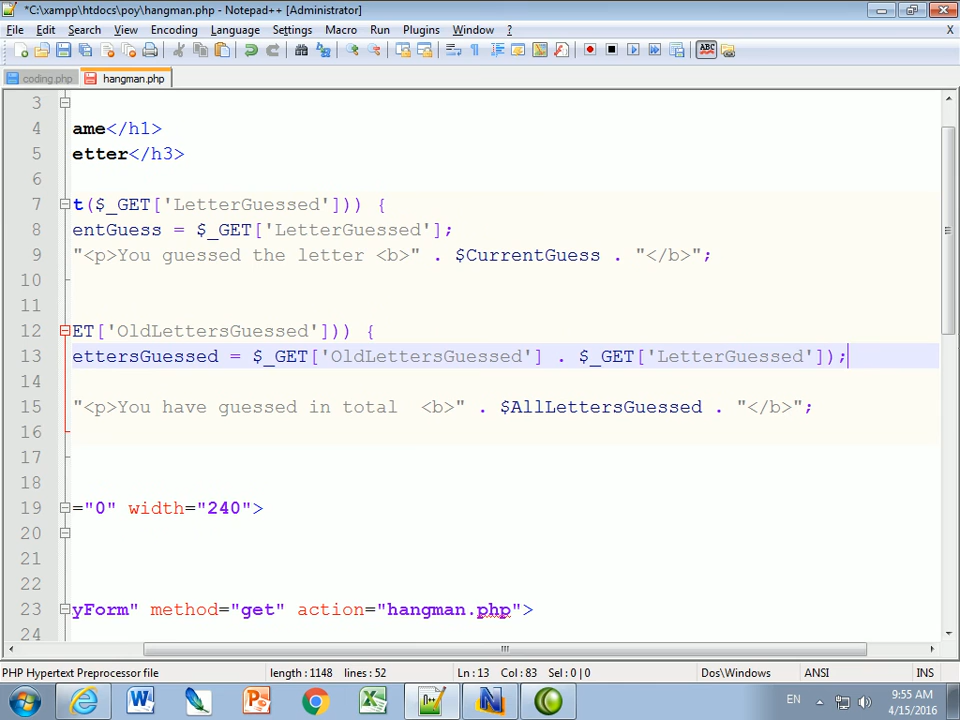 *C:\xampp\htdocs\poy\hangman.php - Notepad++ [Administrator]
File Edit Search View Encoding Language Settings Macro Run Plugins Window ? X
coding.php hangman.php
3
4 ame</h1>
5 etter</h3>
6
7 t($_GET['LetterGuessed'])) {
8 entGuess = $_GET['LetterGuessed'];
9 "<p>You guessed the letter <b>" . $CurrentGuess . "</b>";
10
11
12 ET['OldLettersGuessed'])) {
13 ettersGuessed = $_GET['OldLettersGuessed'] . $_GET['LetterGuessed']);
14
15 "<p>You have guessed in total  <b>" . $AllLettersGuessed . "</b>";
16
17
18
19 ="0" width="240">
20
21
22
23 yForm" method="get" action="hangman.php">
24
PHP Hypertext Preprocessor file length : 1148 lines : 52 Ln : 13 Col : 83 Sel : 0 | 0 Dos\Windows ANSI INS
EN 9:55 AM
4/15/2016